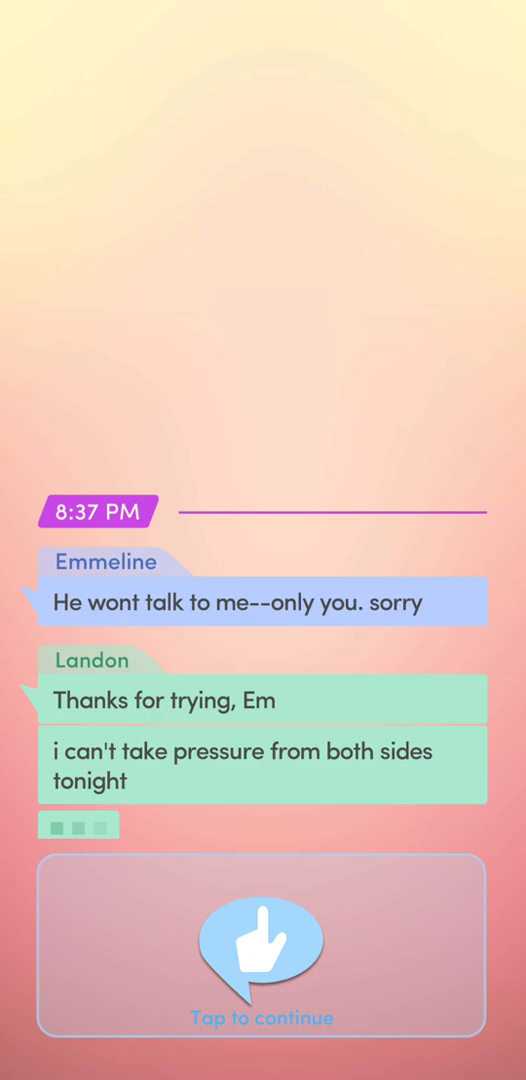 8:37 PM
Emmeline
He wont talk to me--only you. sorry
Landon
Thanks for trying, Em
i can't take pressure from both sides
tonight
Tap to continue